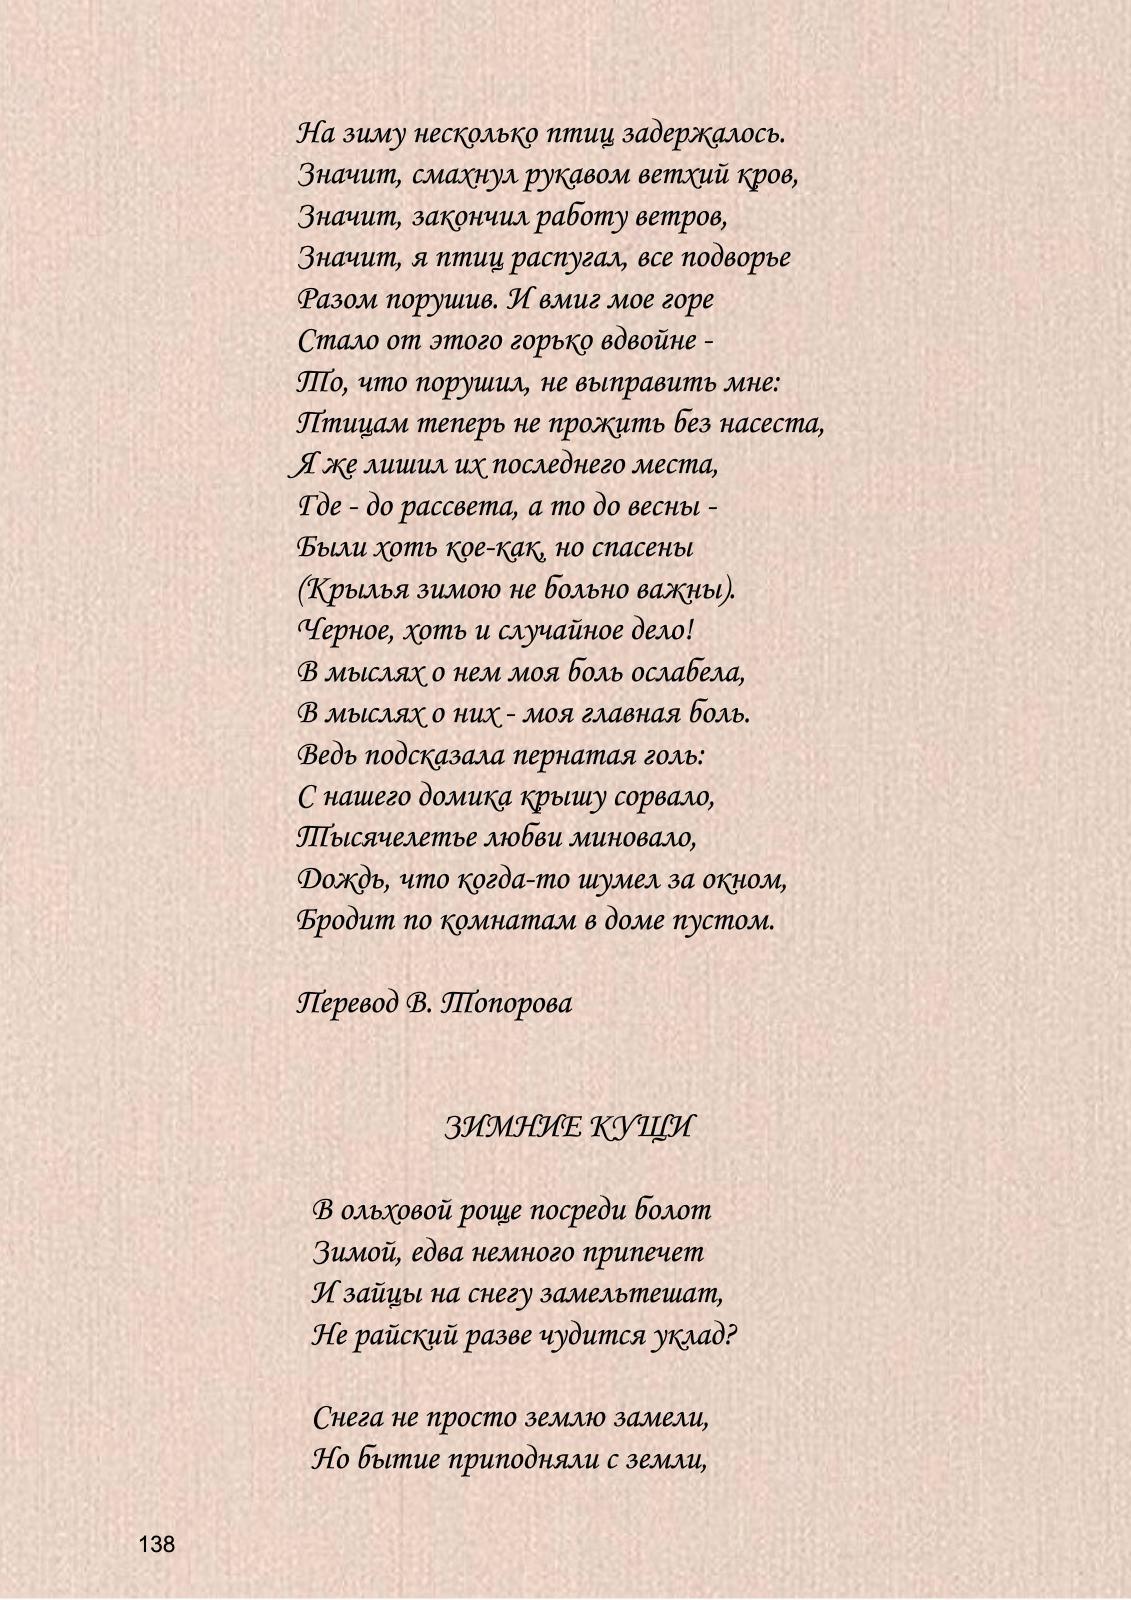 На зиму несколько птиц задержалось.
Значит, смахнул рукавом ветхий кров,
Значит, закончил работу ветров,
Значит, я птиц распугал, все подворье
Разом порушив. И вмиг мое горе
Стало от этого горько вдвойне -
То, что порушил, не выправить мне:
Птицам теперь не прожить без насеста,
Я же лишил их последнего места,
Где - до рассвета, а то до весны -
Были хоть кое-как, но спасены
(Крылья зимою не больно важны).
Черное, хоть и случайное дело!
В мыслях о нем моя боль ослабела,
В мыслях о них - моя главная боль.
Ведь подсказала пернатая голь:
С нашего домика крышу сорвало,
Тысячелетье любви миновало,
Дождь, что когда-то шумел за окном,
Бродит по комнатам в доме пустом.
Перевод В. Топорова
ЗИМНИЕ КУЩИ
В ольховой роще посреди болот
Зимой, едва немного припечет
И зайцы на снегу замельтешат,
Не райский разве чудится уклад?
Снега не просто землю замели,
Но бытие приподняли с земли,
138